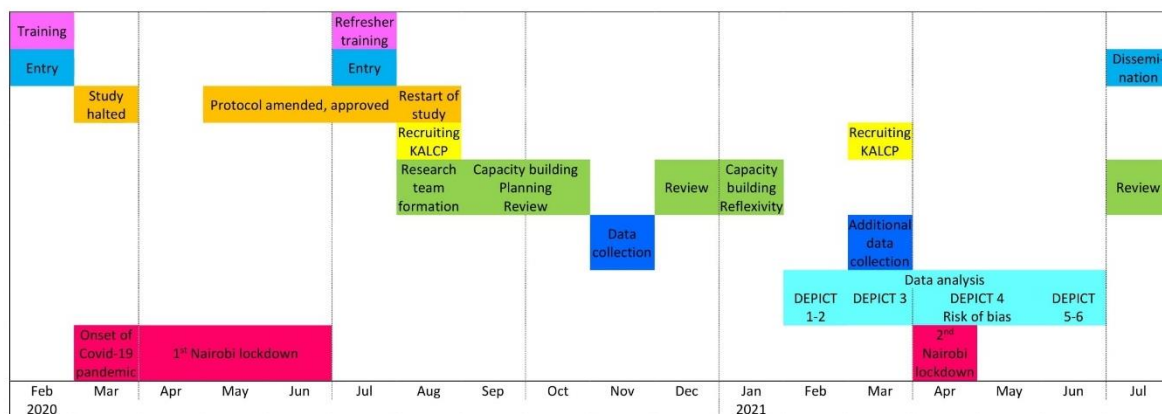 Training
Refresher
training
Entry
Entry
Dissemi-
nation
Study
halted
Protocol amended, approved
Restart of
study
Recruiting
KALCP
Recruiting
KALCP
Research
team
formation
Capacity building
Planning
Review
Review
Capacity
building
Reflexivity
Review
Data
collection
Additional
data
collection
Data analysis
DEPICT
1-2
DEPICT 3
DEPICT 4
Risk of bias
DEPICT
5-6
Onset of
Covid-19
pandemic
1st Nairobi lockdown
2nd
Nairobi
lockdown
Feb Mar Apr May Jun Jul Aug Sep Oct Nov Dec Jan Feb Mar Apr May Jun Jul
2020 2021